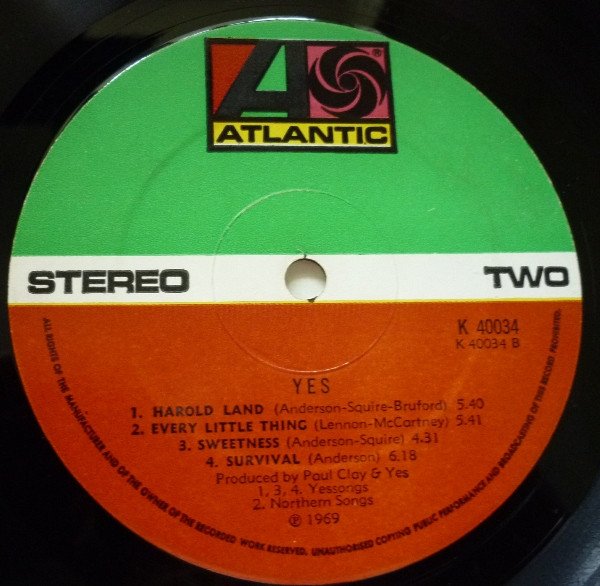 A ®
ATLANTIC
STEREO TWO
K 40034
K 40034 B
YES
1. HAROLD LAND (Anderson-Squire-Bruford) 5.40
2. EVERY LITTLE THING (Lennon-McCartney) 5.41
3. SWEETNESS (Anderson-Squire) 4.31
4. SURVIVAL (Anderson) 6.18
Produced by Paul Clay & Yes
1, 3, 4. Yessongs
2. Northern Songs
℗ 1969
ALL RIGHTS OF THE MANUFACTURER AND OF THE OWNER OF THE RECORDED WORK RESERVED. UNAUTHORISED COPYING PUBLIC PERFORMANCE AND BROADCASTING OF THIS RECORD PROHIBITED.